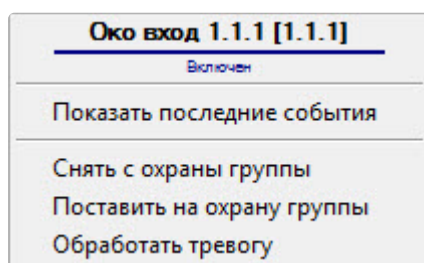 Око вход 1.1.1 [1.1.1]
Включен
Показать последние события
Снять с охраны группы
Поставить на охрану группы
Обработать тревогу